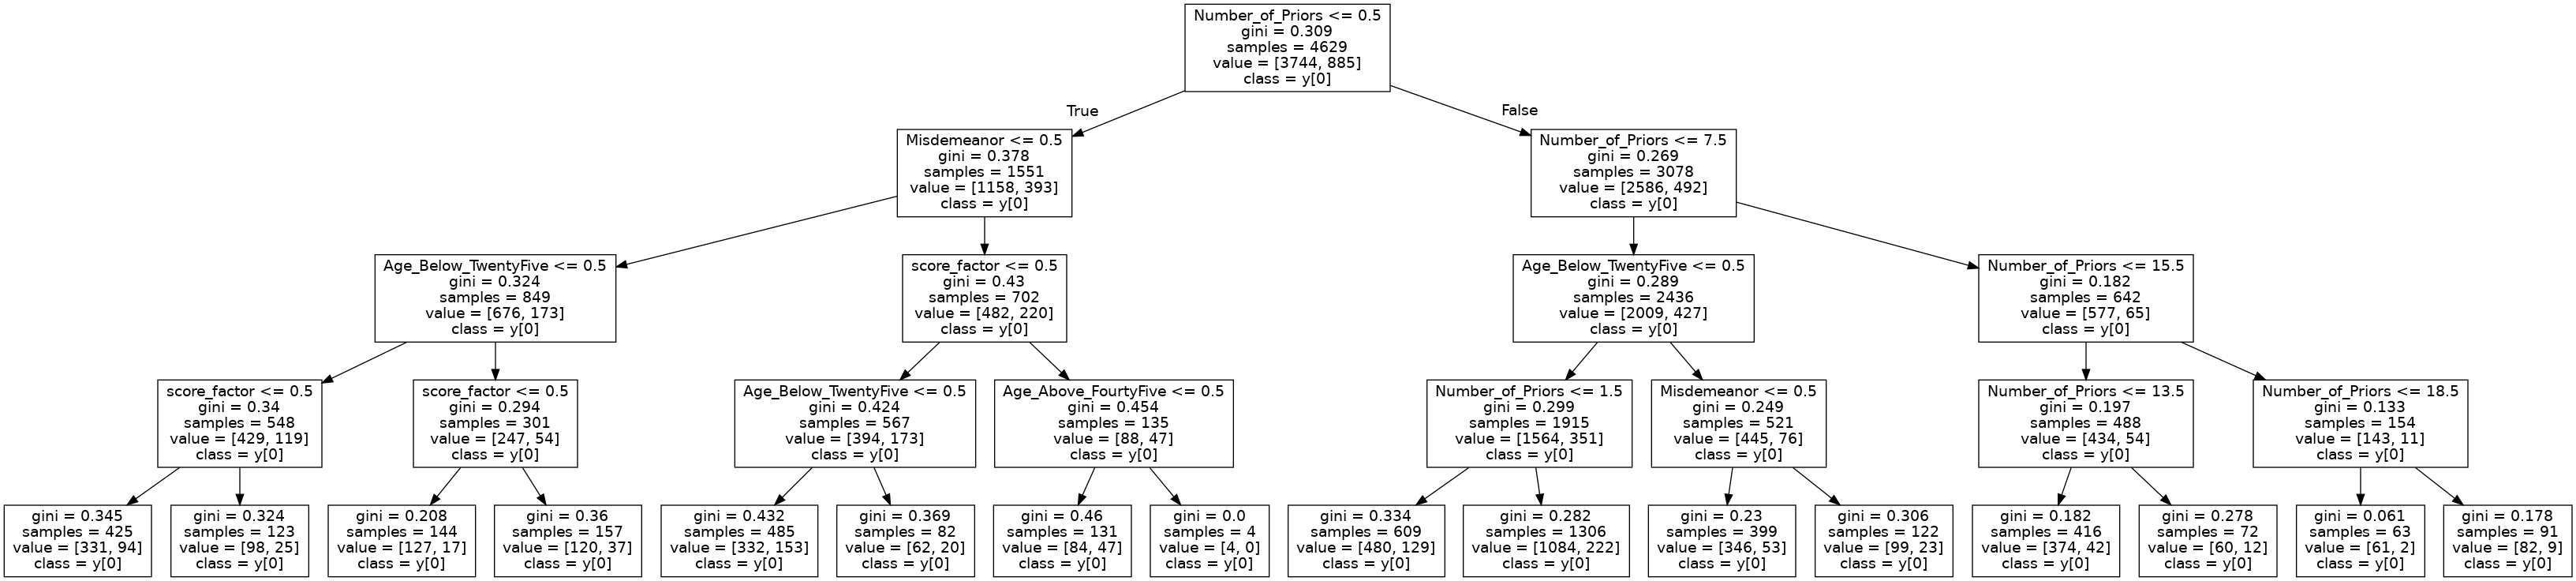 Number_of_Priors <= 0.5
gini = 0.309
samples = 4629
value = [3744, 885]
class = y[0]
True
False
Misdemeanor <= 0.5
gini = 0.378
samples = 1551
value = [1158, 393]
class = y[0]
Number_of_Priors <= 7.5
gini = 0.269
samples = 3078
value = [2586, 492]
class = y[0]
Age_Below_TwentyFive <= 0.5
gini = 0.324
samples = 849
value = [676, 173]
class = y[0]
score_factor <= 0.5
gini = 0.43
samples = 702
value = [482, 220]
class = y[0]
Age_Below_TwentyFive <= 0.5
gini = 0.289
samples = 2436
value = [2009, 427]
class = y[0]
Number_of_Priors <= 15.5
gini = 0.182
samples = 642
value = [577, 65]
class = y[0]
score_factor <= 0.5
gini = 0.34
samples = 548
value = [429, 119]
class = y[0]
score_factor <= 0.5
gini = 0.294
samples = 301
value = [247, 54]
class = y[0]
Age_Below_TwentyFive <= 0.5
gini = 0.424
samples = 567
value = [394, 173]
class = y[0]
Age_Above_FourtyFive <= 0.5
gini = 0.454
samples = 135
value = [88, 47]
class = y[0]
Number_of_Priors <= 1.5
gini = 0.299
samples = 1915
value = [1564, 351]
class = y[0]
Misdemeanor <= 0.5
gini = 0.249
samples = 521
value = [445, 76]
class = y[0]
Number_of_Priors <= 13.5
gini = 0.197
samples = 488
value = [434, 54]
class = y[0]
Number_of_Priors <= 18.5
gini = 0.133
samples = 154
value = [143, 11]
class = y[0]
gini = 0.345
samples = 425
value = [331, 94]
class = y[0]
gini = 0.324
samples = 123
value = [98, 25]
class = y[0]
gini = 0.208
samples = 144
value = [127, 17]
class = y[0]
gini = 0.36
samples = 157
value = [120, 37]
class = y[0]
gini = 0.432
samples = 485
value = [332, 153]
class = y[0]
gini = 0.369
samples = 82
value = [62, 20]
class = y[0]
gini = 0.46
samples = 131
value = [84, 47]
class = y[0]
gini = 0.0
samples = 4
value = [4, 0]
class = y[0]
gini = 0.334
samples = 609
value = [480, 129]
class = y[0]
gini = 0.282
samples = 1306
value = [1084, 222]
class = y[0]
gini = 0.23
samples = 399
value = [346, 53]
class = y[0]
gini = 0.306
samples = 122
value = [99, 23]
class = y[0]
gini = 0.182
samples = 416
value = [374, 42]
class = y[0]
gini = 0.278
samples = 72
value = [60, 12]
class = y[0]
gini = 0.061
samples = 63
value = [61, 2]
class = y[0]
gini = 0.178
samples = 91
value = [82, 9]
class = y[0]